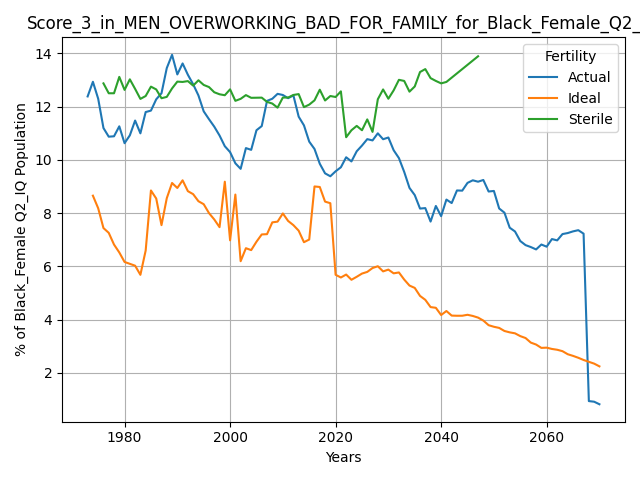 Score_3_in_MEN_OVERWORKING_BAD_FOR_FAMILY_for_Black_Female_Q2_
Fertility
Actual
Ideal
Sterile
% of Black_Female Q2_IQ Population
14
12
10
8
6
4
2
1980
2000
2020
2040
2060
Years